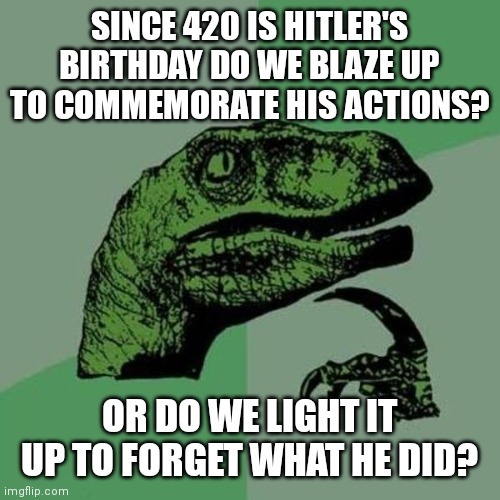 SINCE 420 IS HITLER'S
BIRTHDAY DO WE BLAZE UP
TO COMMEMORATE HIS ACTIONS?
OR DO WE LIGHT IT
UP TO FORGET WHAT HE DID?
imgflip.com